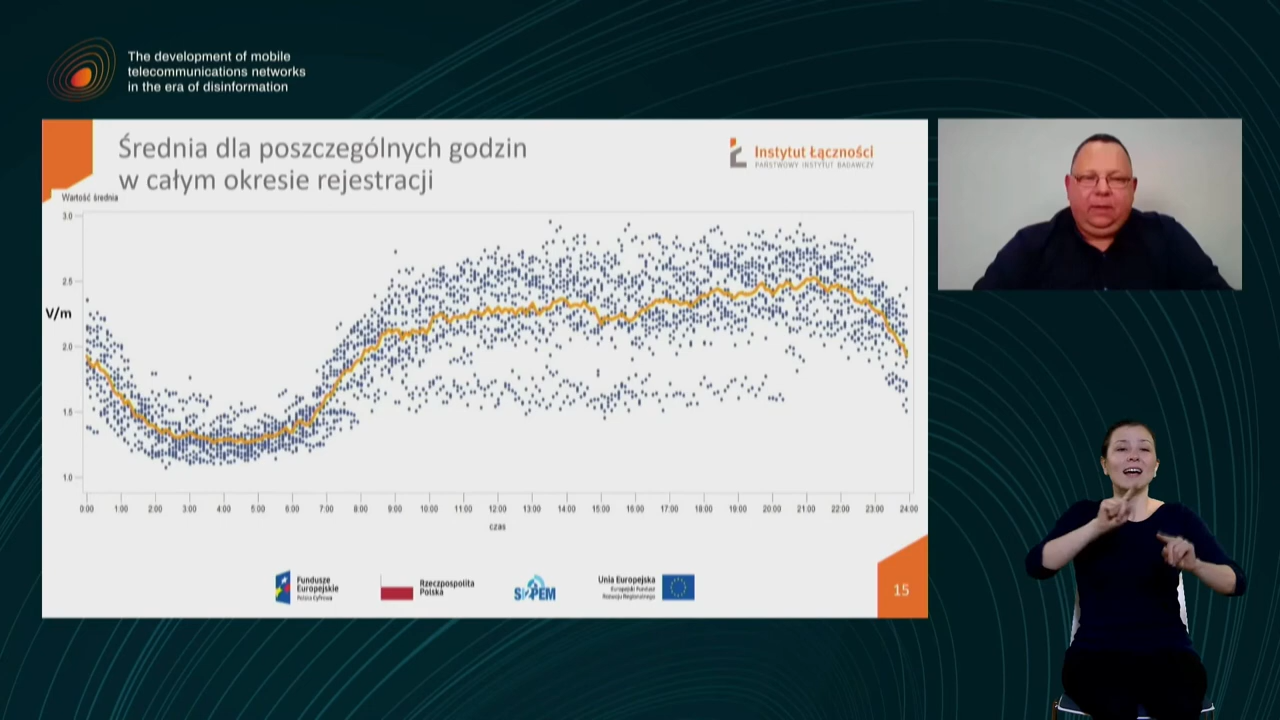 The development of mobile
telecommunications networks
in the era of disinformation
Średnia dla poszczególnych godzin
w całym okresie rejestracji
Instytut Łączności
PAŃSTWOWY INSTYTUT BADAWCZY
Wartość średnia
3.0
2.5
V/m
2.0
1.5
1.0
0:00 1:00 2:00 3:00 4:00 5:00 6:00 7:00 8:00 9:00 10:00 11:00 12:00 13:00 14:00 15:00 16:00 17:00 18:00 19:00 20:00 21:00 22:00 23:00 24:00
czas
Fundusze
Europejskie
Polska Cyfrowa
Rzeczpospolita
Polska
SI2PEM
Unia Europejska
Europejski Fundusz
Rozwoju Regionalnego
15